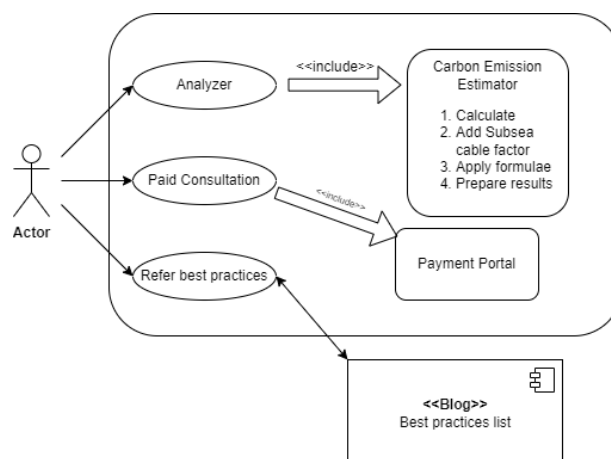 Analyzer
<<include>>
Carbon Emission
Estimator
1. Calculate
2. Add Subsea
cable factor
3. Apply formulae
4. Prepare results
Actor
Paid Consultation
<<include>>
Payment Portal
Refer best practices
<<Blog>>
Best practices list